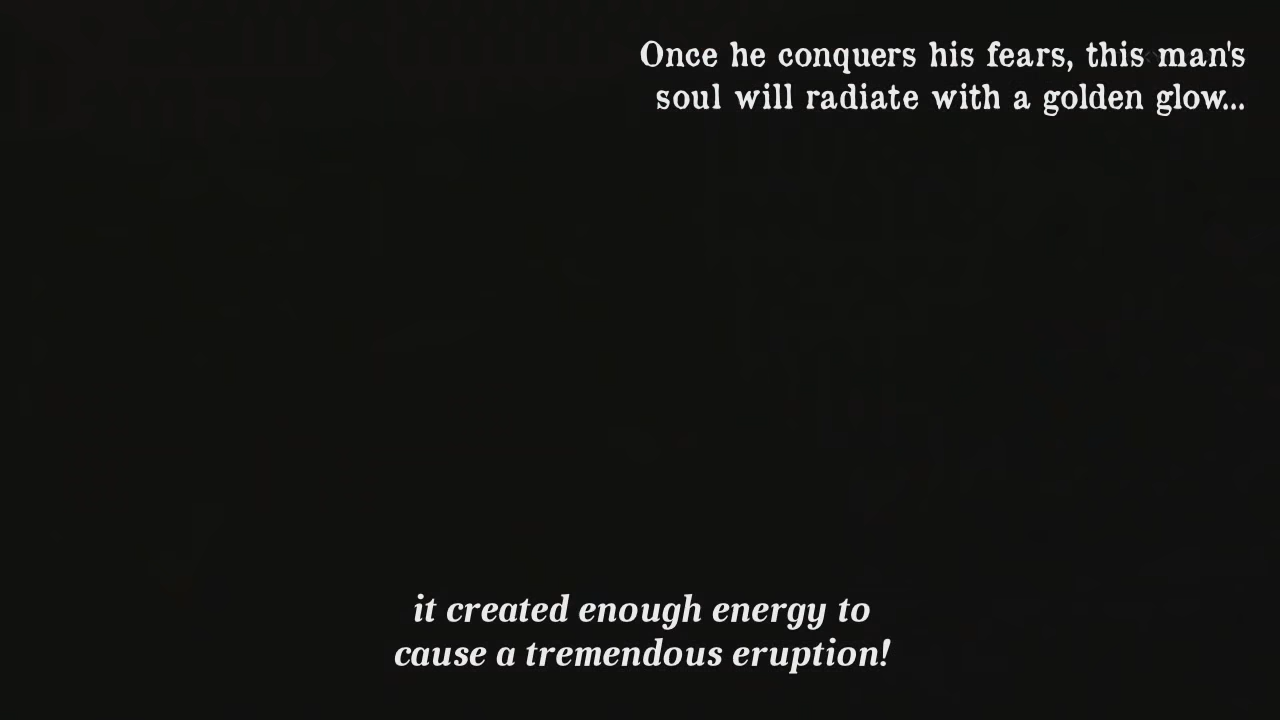 Once he conquers his fears, this man's
soul will radiate with a golden glow...
it created enough energy to
cause a tremendous eruption!